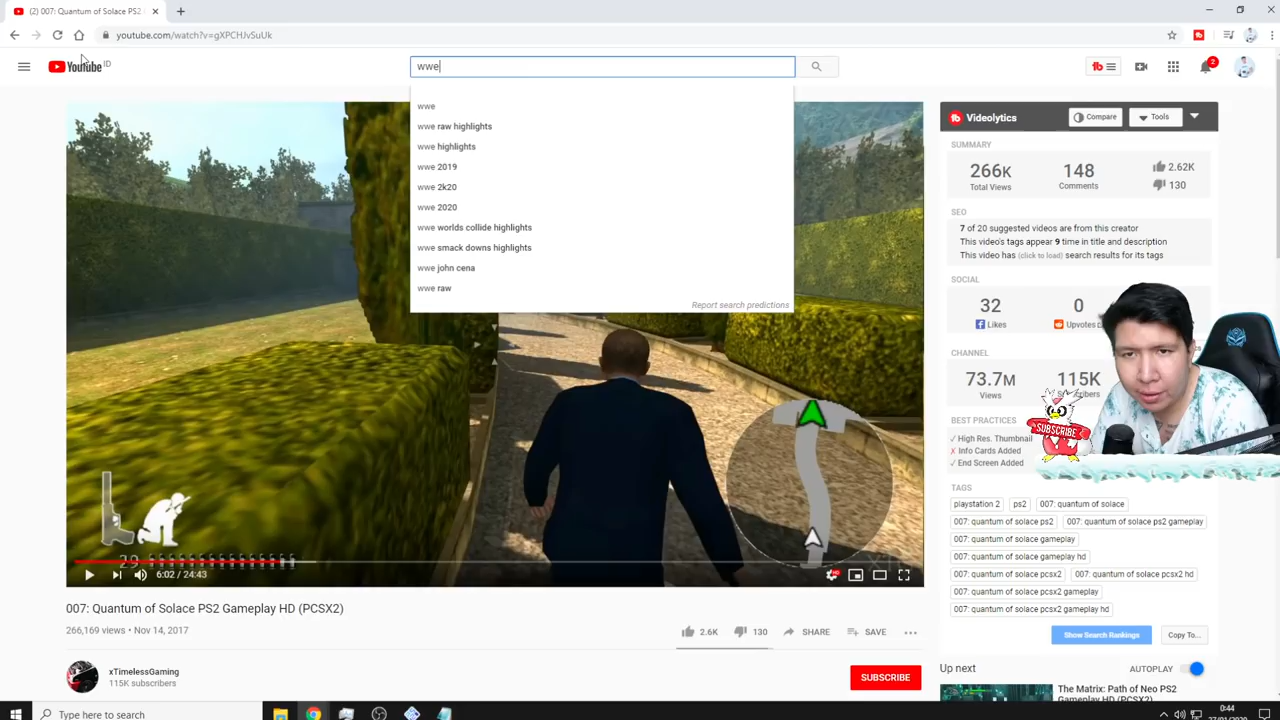 (2) 007: Quantum of Solace PS2
youtube.com/watch?v=gXPCHJvSuUk
YouTube ID
wwe
2
wwe
wwe raw highlights
wwe highlights
wwe 2019
wwe 2k20
wwe 2020
wwe worlds collide highlights
wwe smack downs highlights
wwe john cena
wwe raw
Report search predictions
29
6:02 / 24:43
HD
007: Quantum of Solace PS2 Gameplay HD (PCSX2)
266,169 views • Nov 14, 2017
2.6K 130 SHARE SAVE
xTimelessGaming
115K subscribers
SUBSCRIBE
Videolytics Compare Tools
SUMMARY
266K 148 2.62K
Total Views Comments 130
SEO
7 of 20 suggested videos are from this creator
This video's tags appear 9 time in title and description
This video has (click to load) search results for its tags
SOCIAL
32 0
Likes Upvotes
CHANNEL
73.7M 115K
Views
SUBSCRIBE
BEST PRACTICES
✓ High Res. Thumbnail
✗ Info Cards Added
✓ End Screen Added
TAGS
playstation 2 ps2 007: quantum of solace
007: quantum of solace ps2 007: quantum of solace ps2 gameplay
007: quantum of solace gameplay
007: quantum of solace gameplay hd
007: quantum of solace pcsx2 007: quantum of solace pcsx2 hd
007: quantum of solace pcsx2 gameplay
007: quantum of solace pcsx2 gameplay hd
Show Search Rankings Copy To...
Up next AUTOPLAY
The Matrix: Path of Neo PS2
Type here to search
0:44